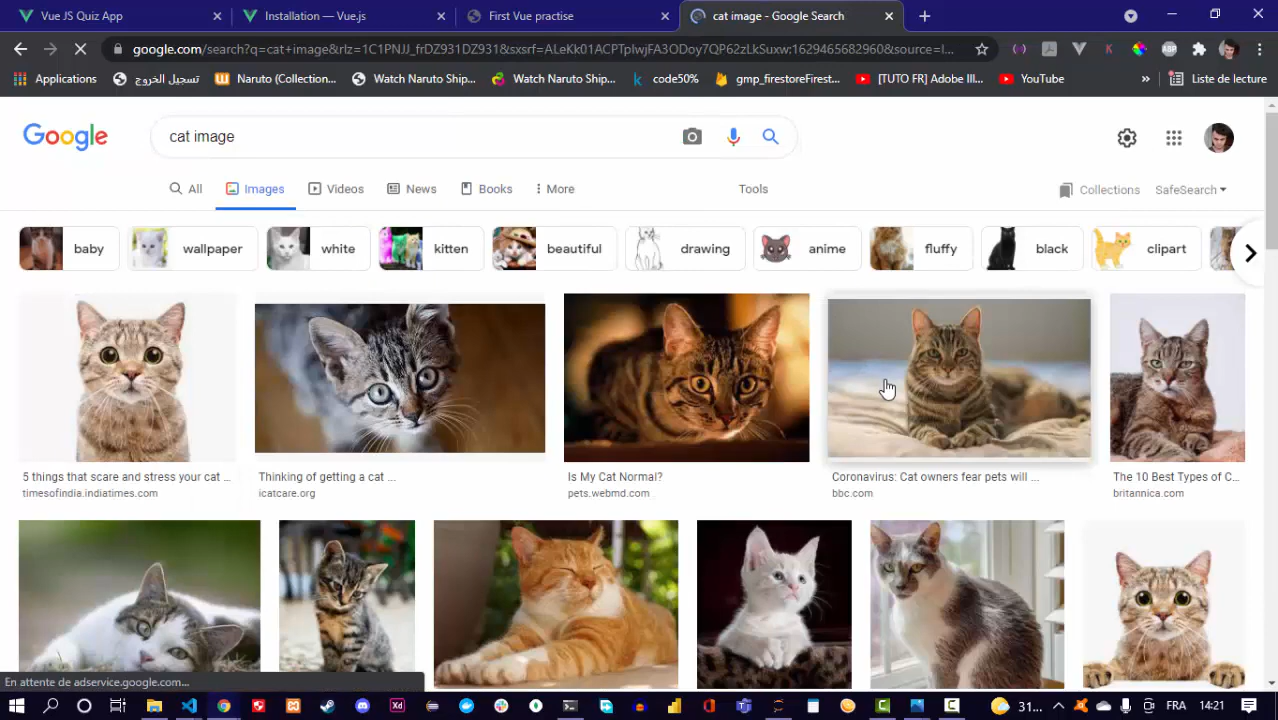 Vue JS Quiz App
Installation — Vue.js
First Vue practise
cat image - Google Search
google.com/search?q=cat+image&rlz=1C1PNJJ_frDZ931DZ931&sxsrf=ALeKk01ACPTplwjFA3ODoy7QP62zLkSuxw:1629465682960&source=l...
Applications
تسجيل الخروج
Naruto (Collection...
Watch Naruto Ship...
Watch Naruto Ship...
code50%
gmp_firestoreFirest...
[TUTO FR] Adobe Ill...
YouTube
»
Liste de lecture
Google
cat image
All
Images
Videos
News
Books
More
Tools
Collections
SafeSearch
baby
wallpaper
white
kitten
beautiful
drawing
anime
fluffy
black
clipart
5 things that scare and stress your cat ...
timesofindia.indiatimes.com
Thinking of getting a cat ...
icatcare.org
Is My Cat Normal?
pets.webmd.com
Coronavirus: Cat owners fear pets will ...
bbc.com
The 10 Best Types of C...
britannica.com
En attente de adservice.google.com...
31...
FRA
14:21